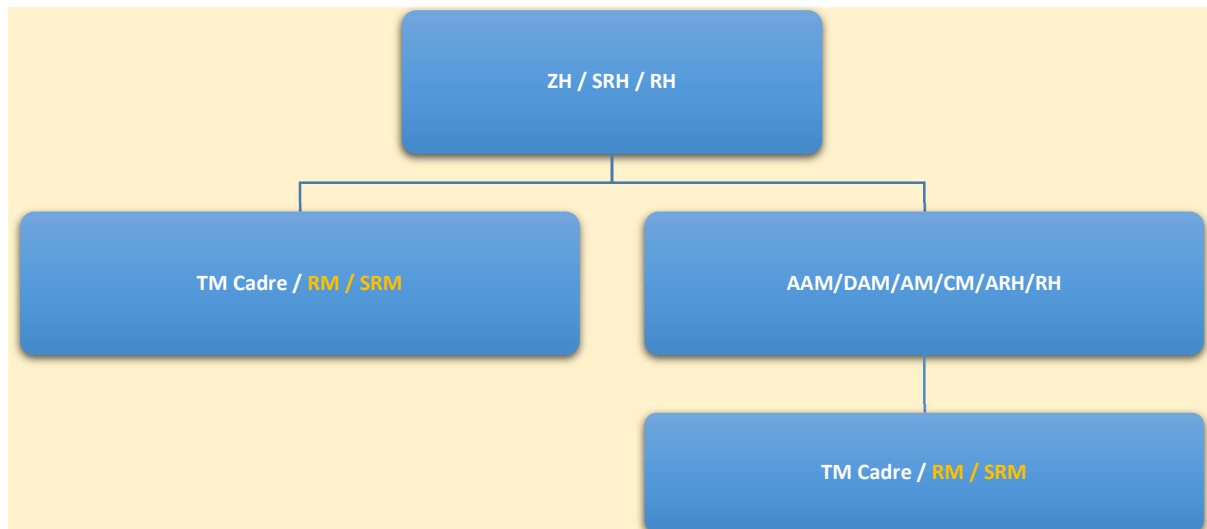 ZH / SRH / RH
TM Cadre / RM / SRM
AAM/DAM/AM/CM/ARH/RH
TM Cadre / RM / SRM